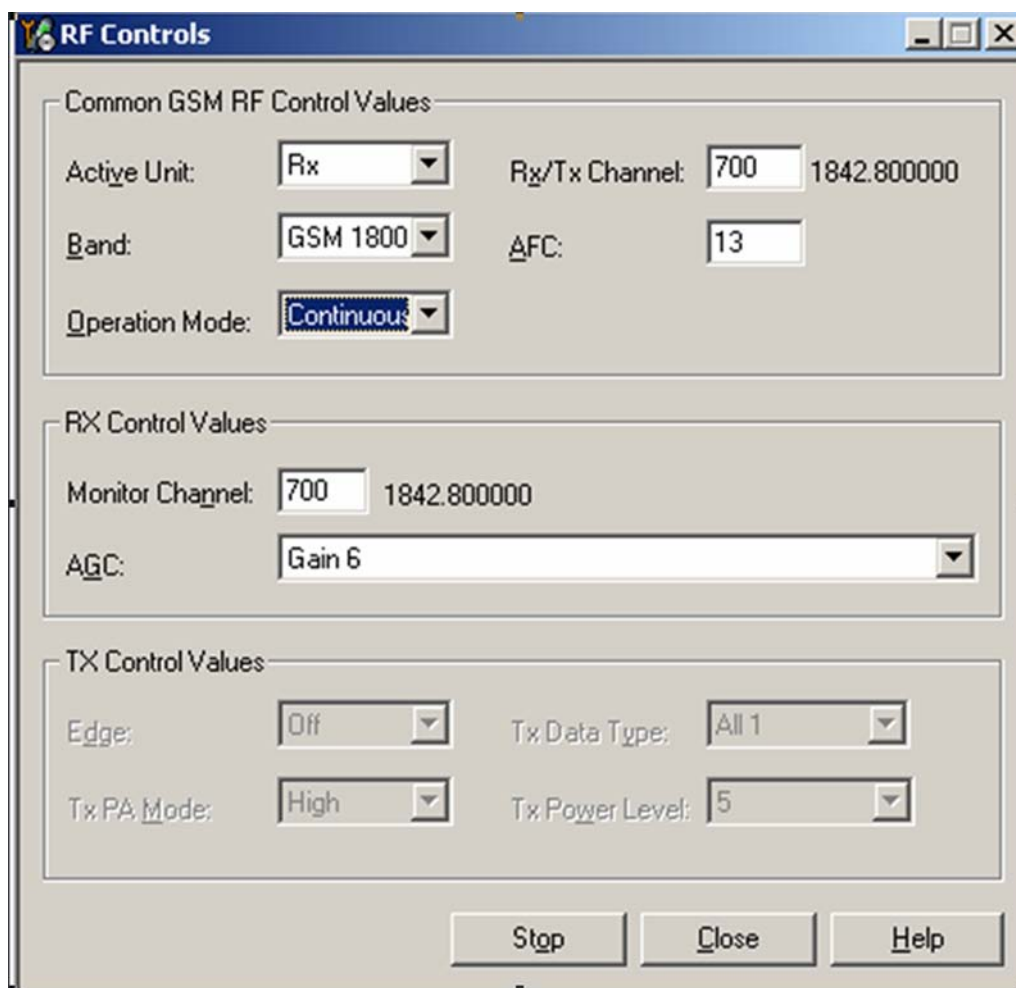 RF Controls
Common GSM RF Control Values
Active Unit: Rx Rx/Tx Channel: 700 1842.800000
Band: GSM 1800 AFC: 13
Operation Mode: Continuous
RX Control Values
Monitor Channel: 700 1842.800000
AGC: Gain 6
TX Control Values
Edge: Off Tx Data Type: All 1
Tx PA Mode: High Tx Power Level: 5
Stop Close Help